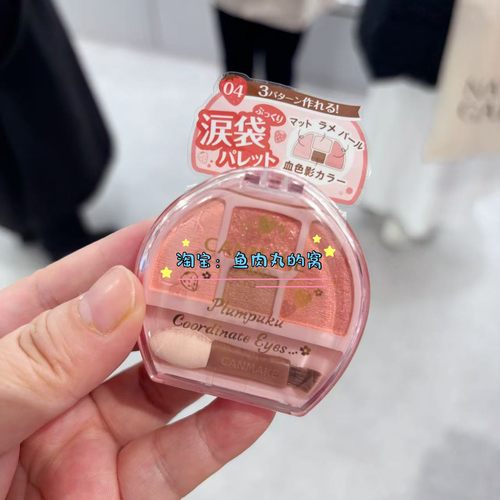 04
3パターン作れる!
ぷっくり
涙袋
パレット
マット ラメ パール
血色影カラー
淘宝：鱼肉丸的窝
Plumpuku
Coordinate Eyes...
CANMAKE